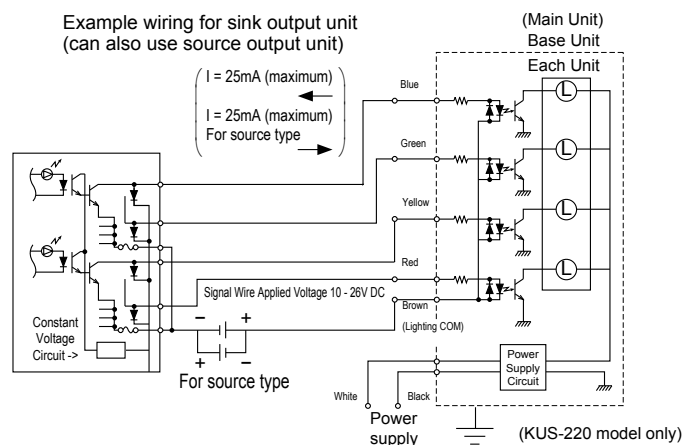 Example wiring for sink output unit
(can also use source output unit)
(Main Unit)
Base Unit
Each Unit
I = 25mA (maximum)
I = 25mA (maximum)
For source type
Blue
L
Green
L
Yellow
L
Red
L
Signal Wire Applied Voltage 10 - 26V DC
Brown
(Lighting COM)
Constant
Voltage
Circuit ->
− +
+ −
For source type
Power
Supply
Circuit
White
Black
Power
supply
(KUS-220 model only)